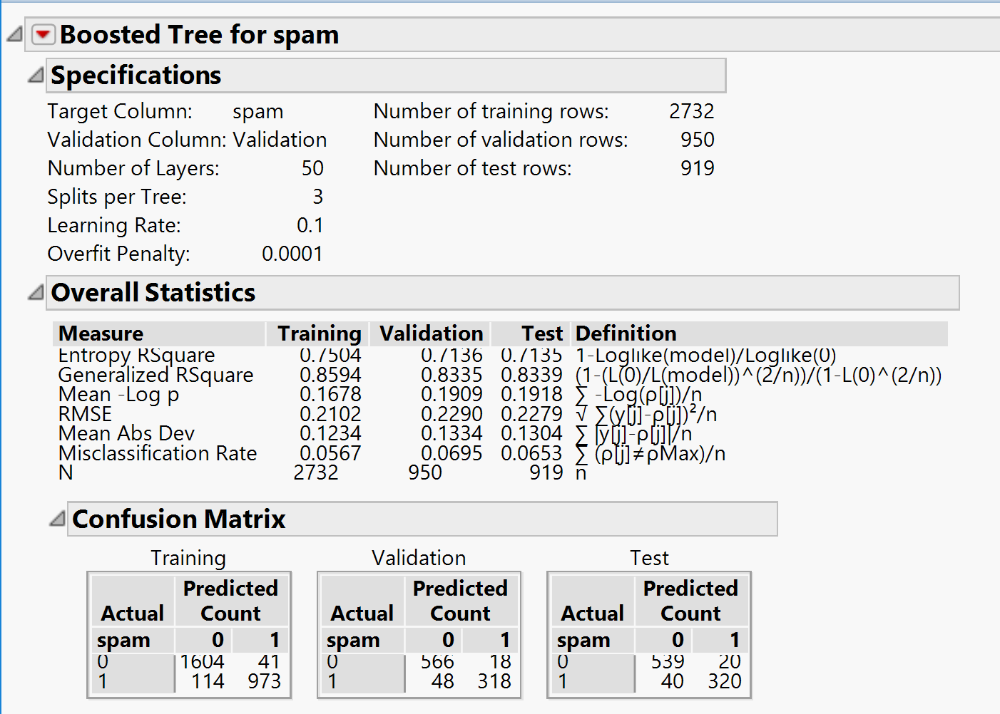 Boosted Tree for spam
Specifications
Target Column: spam Number of training rows: 2732
Validation Column: Validation Number of validation rows: 950
Number of Layers: 50 Number of test rows: 919
Splits per Tree: 3
Learning Rate: 0.1
Overfit Penalty: 0.0001
Overall Statistics
Measure Training Validation Test Definition
Entropy RSquare 0.7504 0.7136 0.7135 1-Loglike(model)/Loglike(0)
Generalized RSquare 0.8594 0.8335 0.8339 (1-(L(0)/L(model))^(2/n))/(1-L(0)^(2/n))
Mean -Log p 0.1678 0.1909 0.1918 ∑ -Log(ρ[j])/n
RMSE 0.2102 0.2290 0.2279 √ ∑(y[j]-ρ[j])²/n
Mean Abs Dev 0.1234 0.1334 0.1304 ∑ |y[j]-ρ[j]|/n
Misclassification Rate 0.0567 0.0695 0.0653 ∑ (ρ[j]≠ρMax)/n
N 2732 950 919 n
Confusion Matrix
Training Validation Test
Predicted Predicted Predicted
Actual Count Actual Count Actual Count
spam 0 1 spam 0 1 spam 0 1
0 1604 41 0 566 18 0 539 20
1 114 973 1 48 318 1 40 320